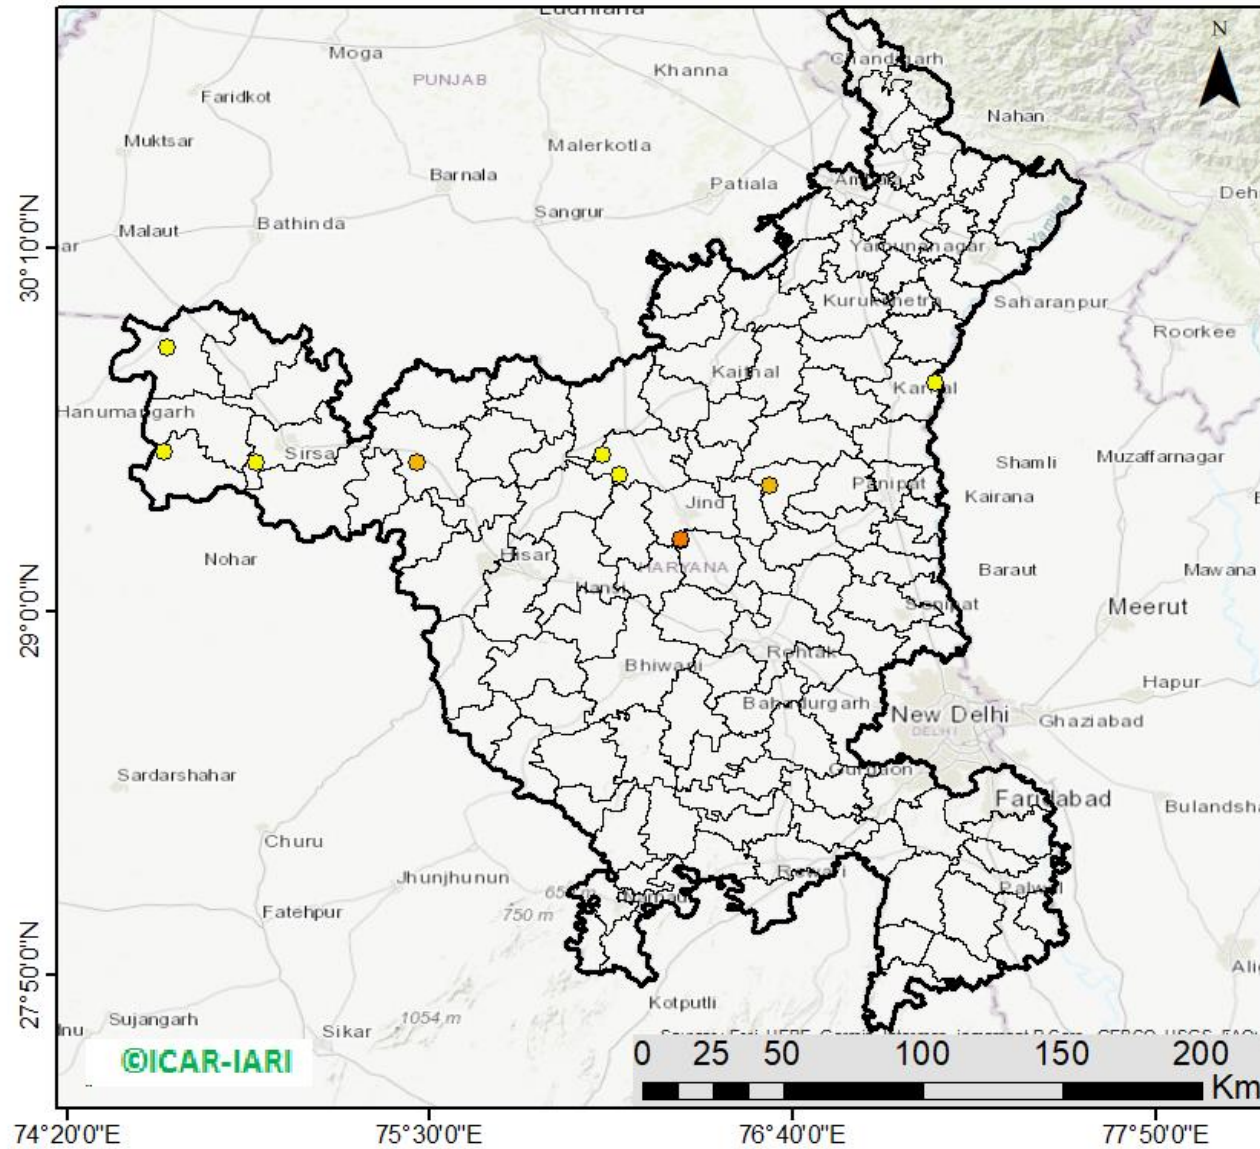 Ludhiana
N
Moga
Chandigarh
Khanna
PUNJAB
Faridkot
Nahan
Muktsar
Malerkotla
Barnala
Patiala
Ambala
Sangrur
Yamuna
Malaut
Bathinda
Yamunanagar
30°10'0"N
Kurukshetra
Saharanpur
Roorkee
Kaithal
Karnal
Hanumangarh
Sirsa
Shamli
Muzaffarnagar
Panipat
Kairana
Jind
Nohar
Hisar
HARYANA
Baraut
Mawana
Hansi
29°0'0"N
Sonipat
Meerut
Rohtak
Bhiwani
Hapur
Bahadurgarh
New Delhi
Ghaziabad
DELHI
Gurgaon
Sardarshahar
Faridabad
Bulandsha
Churu
Jhunjhunun
Rewari
Palwal
Narnaul
Fatehpur
750 m
27°50'0"N
Kotputli
Sujangarh
1054 m
Sikar
©ICAR-IARI
0 25 50 100 150 200
Km
74°20'0"E 75°30'0"E 76°40'0"E 77°50'0"E